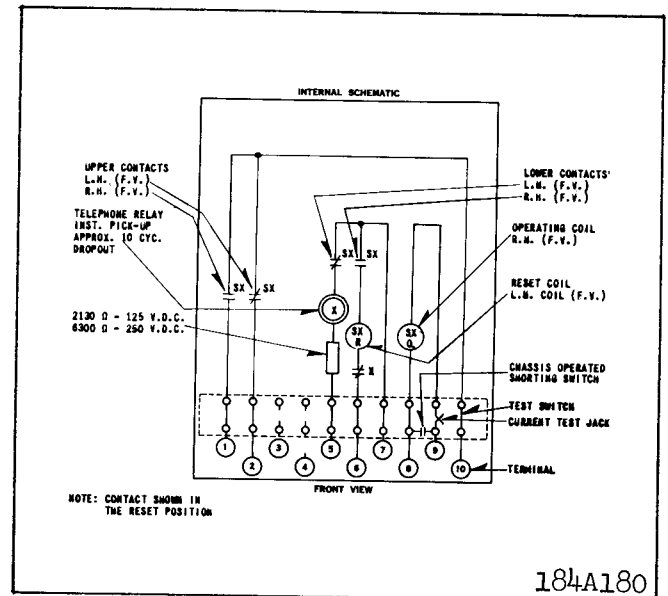 INTERNAL SCHEMATIC
UPPER CONTACTS
L.H. (F.V.)
R.H. (F.V.)
TELEPHONE RELAY
INST. PICK-UP
APPROX. 10 CYC.
DROPOUT
2130 Ω - 125 V.D.C.
6300 Ω - 250 V.D.C.
LOWER CONTACTS'
L.H. (F.V.)
R.H. (F.V.)
OPERATING COIL
R.H. (F.V.)
RESET COIL
L.H. COIL (F.V.)
CHASSIS OPERATED
SHORTING SWITCH
TEST SWITCH
CURRENT TEST JACK
TERMINAL
SX
SX
SX
SX
X
SX
R
SX
O
X
1
2
3
4
5
6
7
8
9
10
FRONT VIEW
NOTE: CONTACT SHOWN IN
THE RESET POSITION
184A180